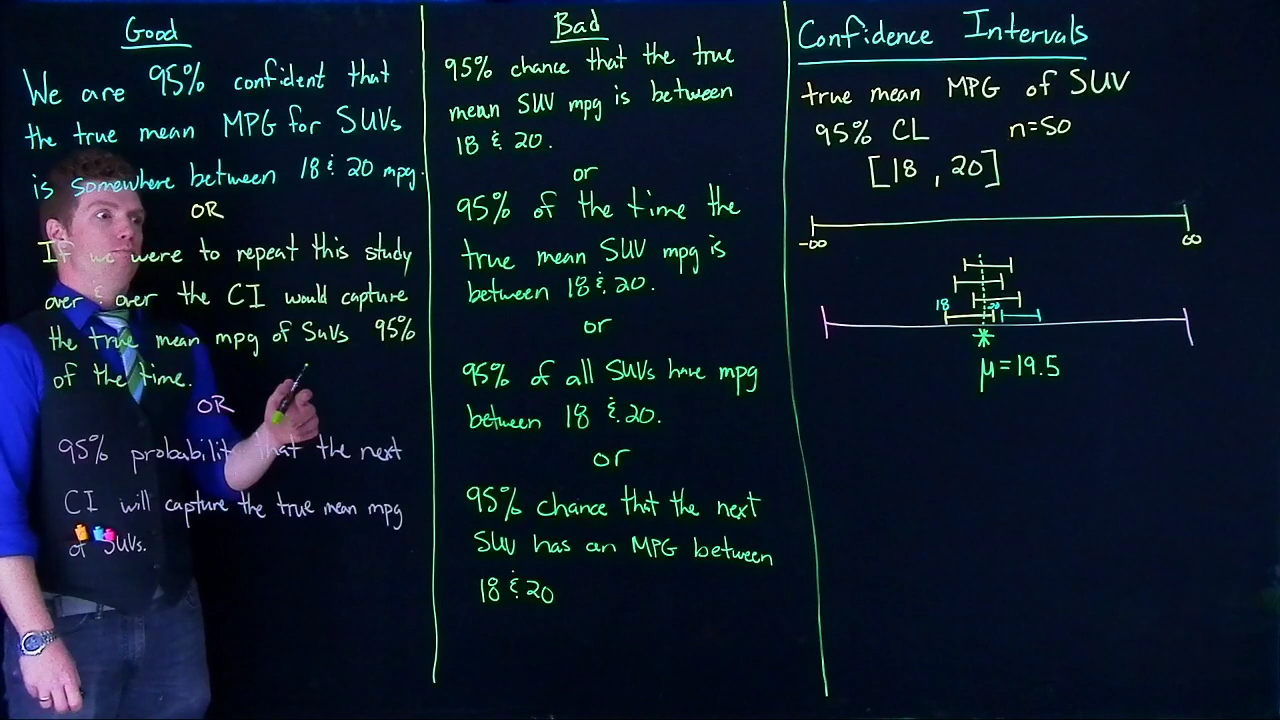 Good
We are 95% confident that
the true mean MPG for SUVs
is somewhere between 18 & 20 mpg.
OR
If we were to repeat this study
over & over the CI would capture
the true mean mpg of SUVs 95%
of the time.
OR
95% probability that the next
CI will capture the true mean mpg
of SUVs.
Bad
95% chance that the true
mean SUV mpg is between
18 & 20.
or
95% of the time the
true mean SUV mpg is
between 18 & 20.
or
95% of all SUVs have mpg
between 18 & 20.
or
95% chance that the next
SUV has an MPG between
18 & 20
Confidence Intervals
true mean MPG of SUV
95% CL n=50
[18 , 20]
-∞ ∞
18 20
μ=19.5